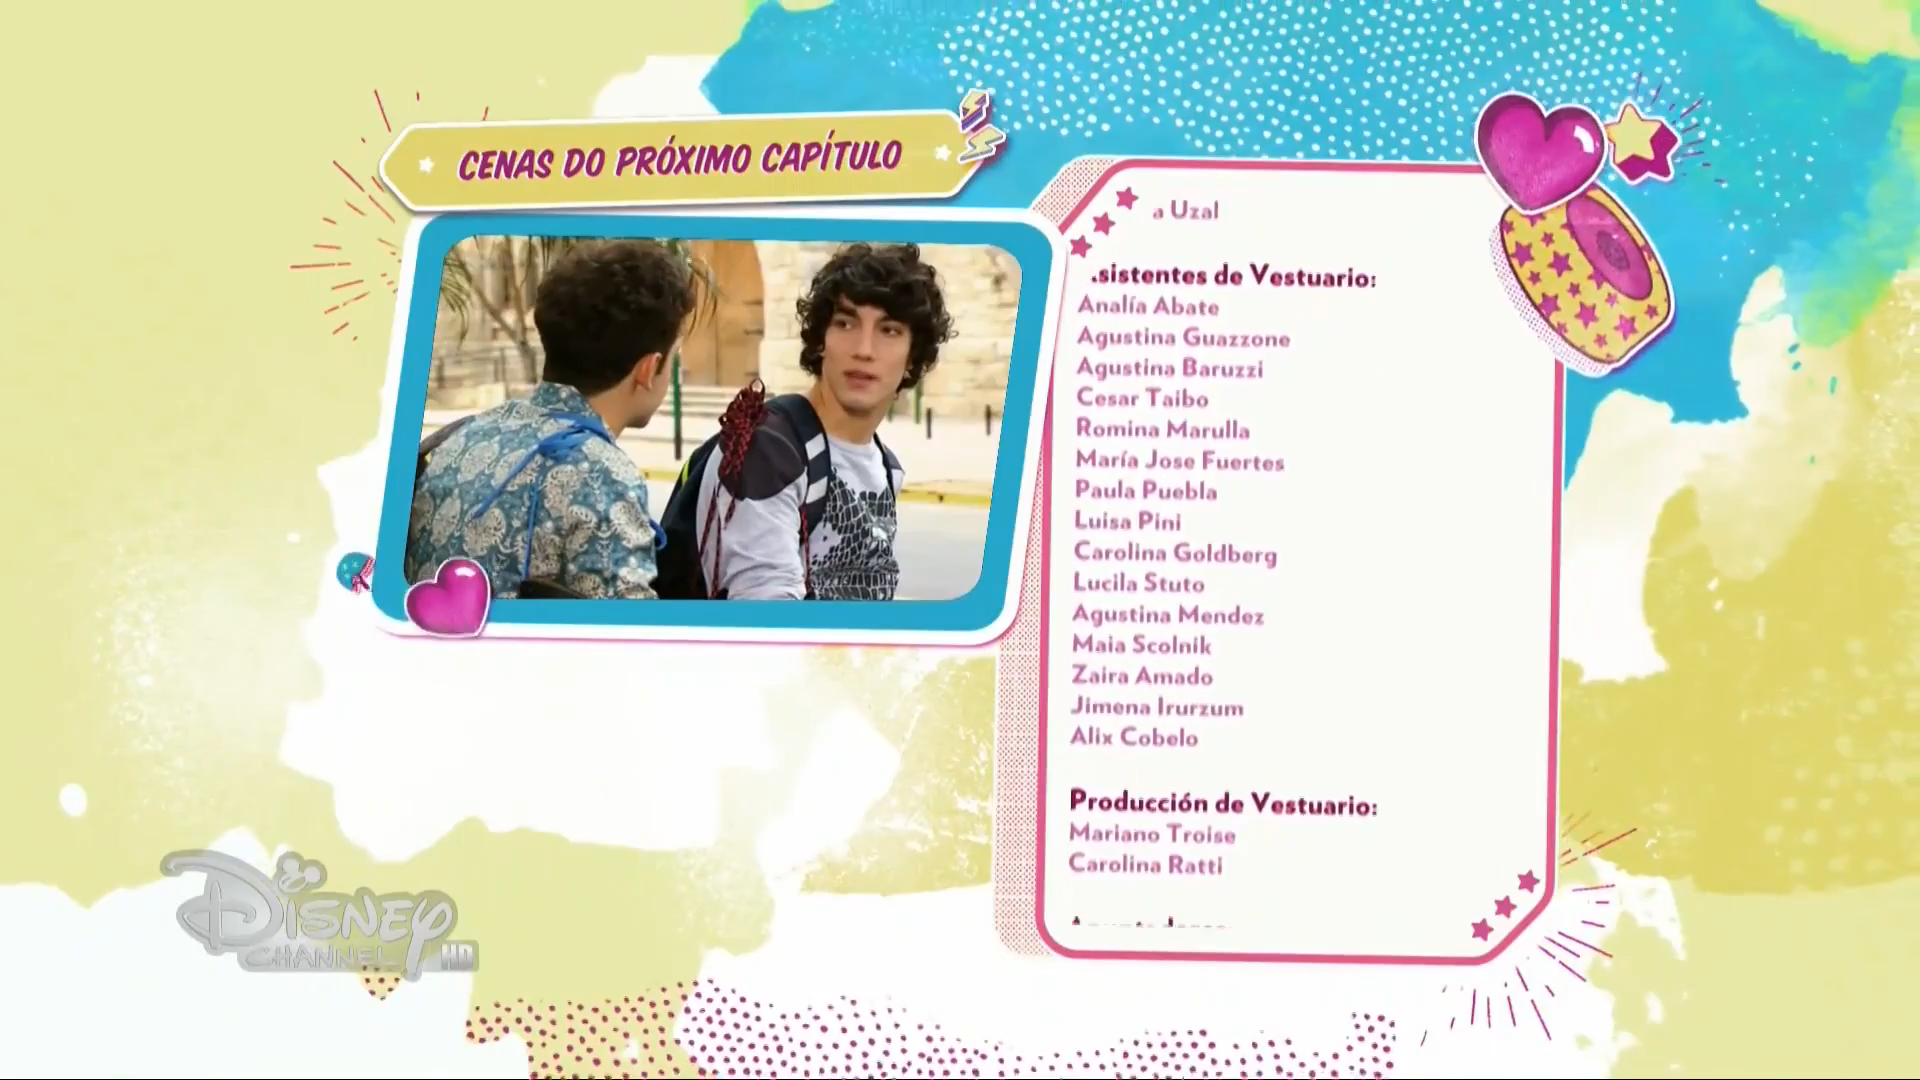 CENAS DO PRÓXIMO CAPÍTULO
a Uzal
sistentes de Vestuario:
Analía Abate
Agustina Guazzone
Agustina Baruzzi
Cesar Taibo
Romina Marulla
María Jose Fuertes
Paula Puebla
Luisa Pini
Carolina Goldberg
Lucila Stuto
Agustina Mendez
Maia Scolnik
Zaira Amado
Jimena Irurzum
Alix Cobelo
Producción de Vestuario:
Mariano Troise
Carolina Ratti
DISNEY
CHANNEL HD